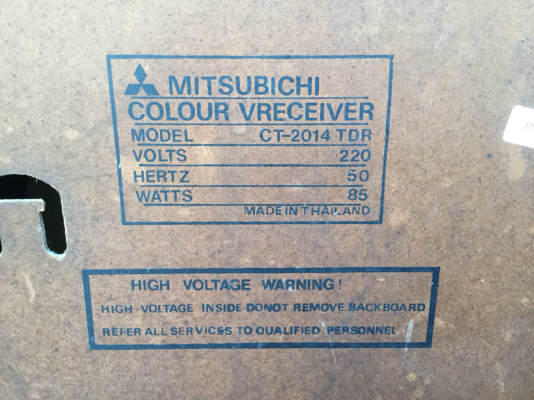 MITSUBICHI
COLOUR VRECEIVER
MODEL CT-2014 TDR
VOLTS 220
HERTZ 50
WATTS 85
MADE IN THAILAND
HIGH VOLTAGE WARNING!
HIGH VOLTAGE INSIDE DONOT REMOVE BACKBOARD
REFER ALL SERVICES TO QUALIFIED PERSONNEL